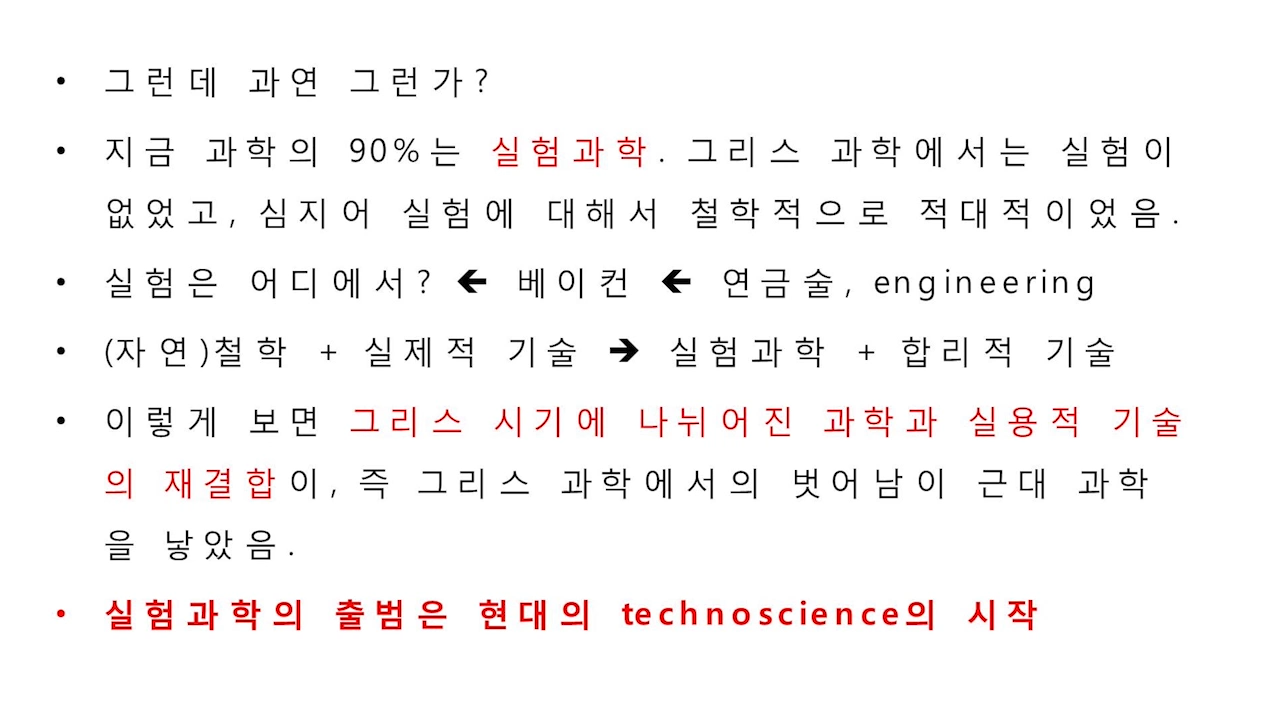 • 그런데 과연 그런가?
• 지금 과학의 90%는 실험과학. 그리스 과학에서는 실험이
없었고, 심지어 실험에 대해서 철학적으로 적대적이었음.
• 실험은 어디에서? 🡸 베이컨 🡸 연금술, engineering
• (자연)철학 + 실제적 기술 🡺 실험과학 + 합리적 기술
• 이렇게 보면 그리스 시기에 나뉘어진 과학과 실용적 기술
의 재결합이, 즉 그리스 과학에서의 벗어남이 근대 과학
을 낳았음.
• 실험과학의 출범은 현대의 technoscience의 시작